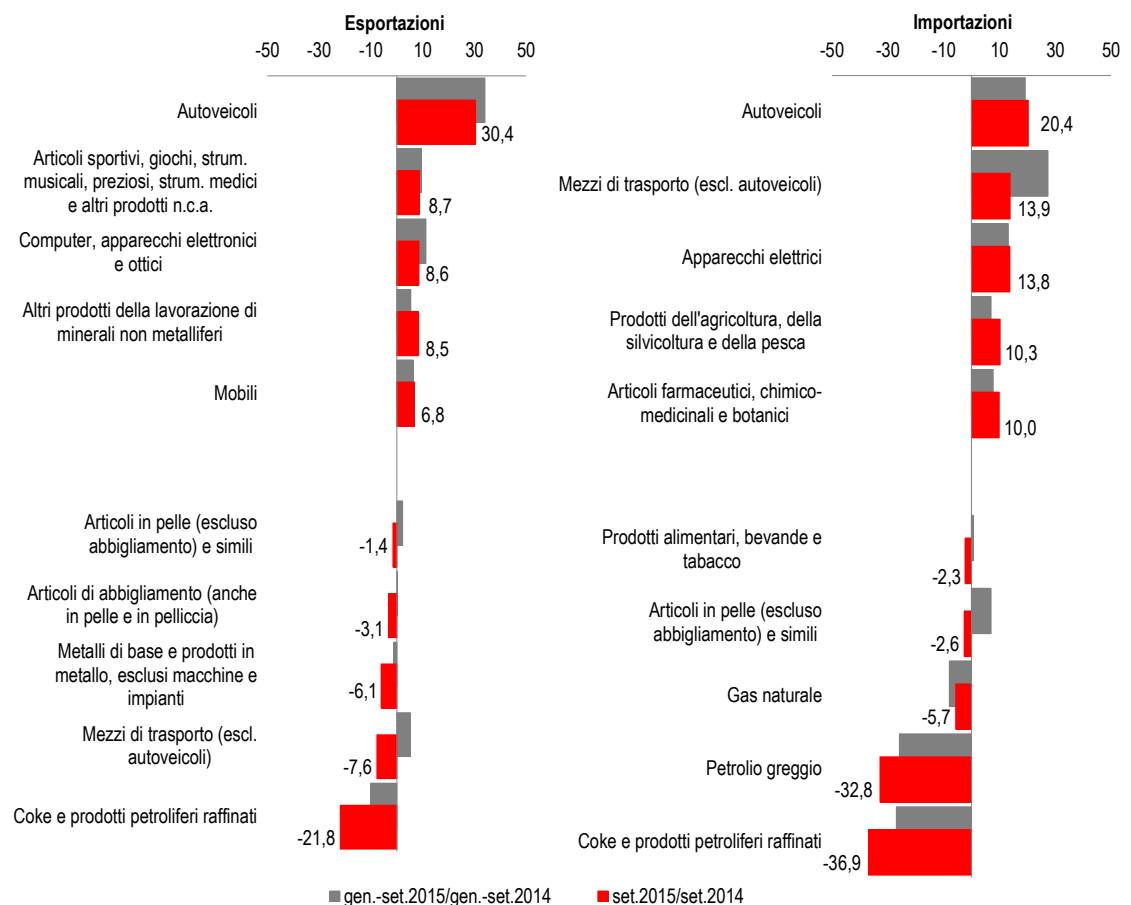 Esportazioni
-50 -30 -10 10 30 50
Autoveicoli
30,4
Articoli sportivi, giochi, strum.
musicali, preziosi, strum. medici
e altri prodotti n.c.a.
8,7
Computer, apparecchi elettronici
e ottici
8,6
Altri prodotti della lavorazione di
minerali non metalliferi
8,5
Mobili
6,8
Articoli in pelle (escluso
abbigliamento) e simili
-1,4
Articoli di abbigliamento (anche
in pelle e in pelliccia)
-3,1
Metalli di base e prodotti in
metallo, esclusi macchine e
impianti
-6,1
Mezzi di trasporto (escl.
autoveicoli)
-7,6
Coke e prodotti petroliferi raffinati
-21,8
Importazioni
-50 -30 -10 10 30 50
Autoveicoli
20,4
Mezzi di trasporto (escl. autoveicoli)
13,9
Apparecchi elettrici
13,8
Prodotti dell'agricoltura, della
silvicoltura e della pesca
10,3
Articoli farmaceutici, chimico-
medicinali e botanici
10,0
Prodotti alimentari, bevande e
tabacco
-2,3
Articoli in pelle (escluso
abbigliamento) e simili
-2,6
Gas naturale
-5,7
Petrolio greggio
-32,8
Coke e prodotti petroliferi raffinati
-36,9
gen.-set.2015/gen.-set.2014 set.2015/set.2014